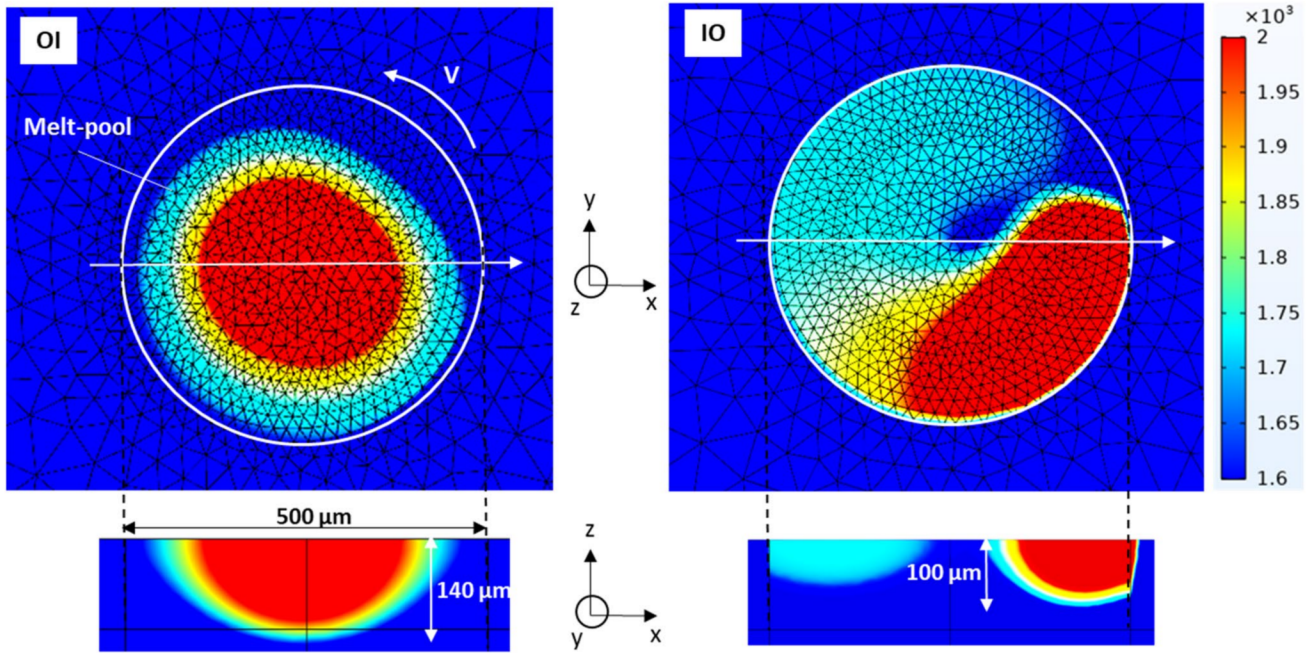 OI
V
Melt-pool
y
z
x
IO
×10³
2
1.95
1.9
1.85
1.8
1.75
1.7
1.65
1.6
500 µm
140 µm
z
y
x
100 µm